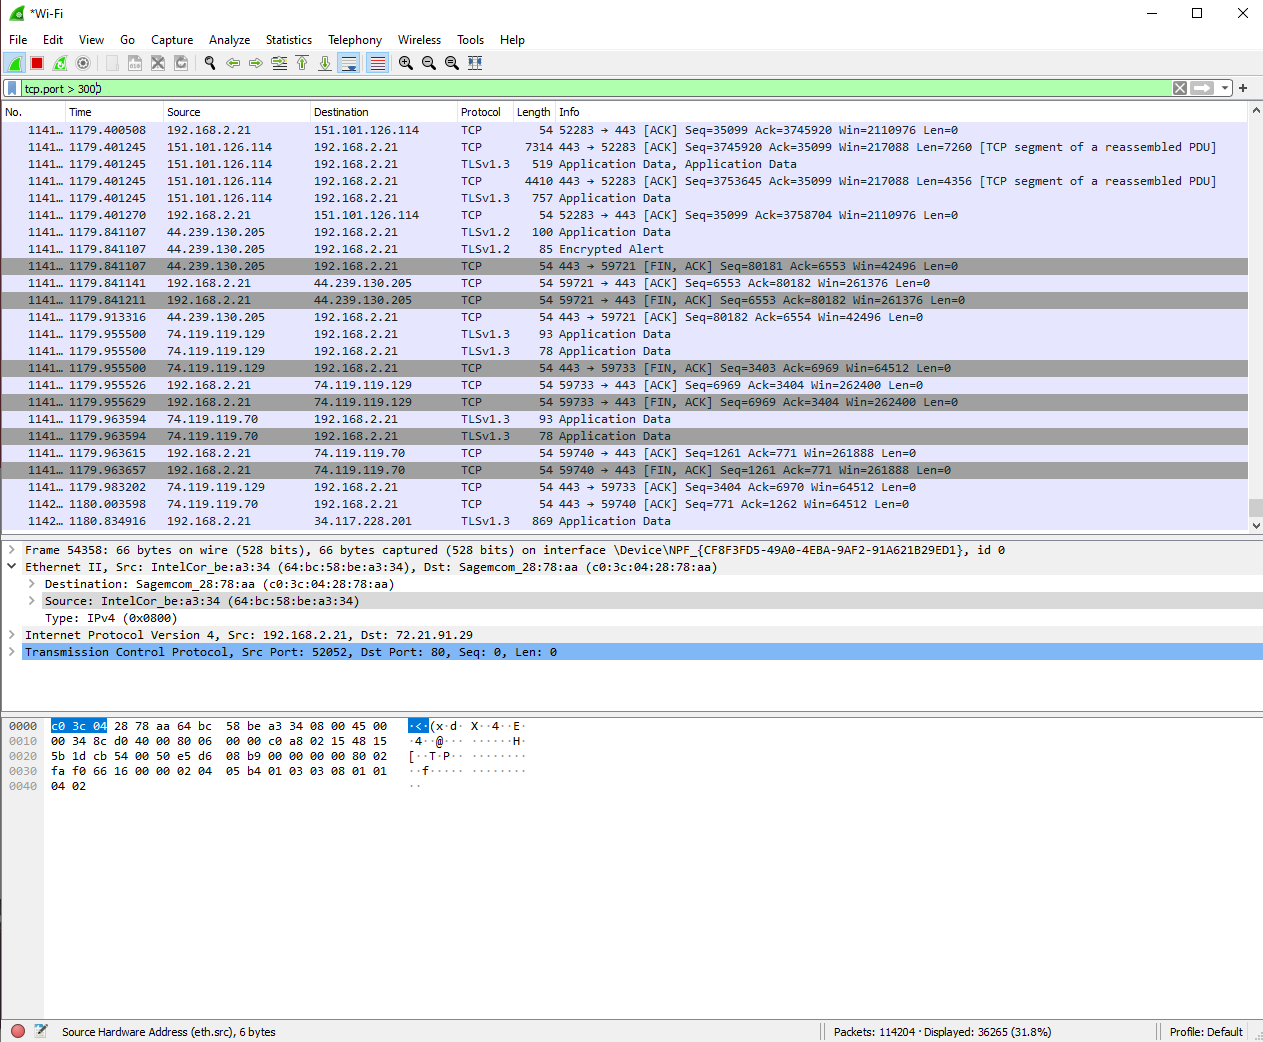 *Wi-Fi
File Edit View Go Capture Analyze Statistics Telephony Wireless Tools Help
tcp.port > 3000
No. Time Source Destination Protocol Length Info
1141… 1179.400508 192.168.2.21 151.101.126.114 TCP 54 52283 → 443 [ACK] Seq=35099 Ack=3745920 Win=2110976 Len=0
1141… 1179.401245 151.101.126.114 192.168.2.21 TCP 7314 443 → 52283 [ACK] Seq=3745920 Ack=35099 Win=217088 Len=7260 [TCP segment of a reassembled PDU]
1141… 1179.401245 151.101.126.114 192.168.2.21 TLSv1.3 519 Application Data, Application Data
1141… 1179.401245 151.101.126.114 192.168.2.21 TCP 4410 443 → 52283 [ACK] Seq=3753645 Ack=35099 Win=217088 Len=4356 [TCP segment of a reassembled PDU]
1141… 1179.401245 151.101.126.114 192.168.2.21 TLSv1.3 757 Application Data
1141… 1179.401270 192.168.2.21 151.101.126.114 TCP 54 52283 → 443 [ACK] Seq=35099 Ack=3758704 Win=2110976 Len=0
1141… 1179.841107 44.239.130.205 192.168.2.21 TLSv1.2 100 Application Data
1141… 1179.841107 44.239.130.205 192.168.2.21 TLSv1.2 85 Encrypted Alert
1141… 1179.841107 44.239.130.205 192.168.2.21 TCP 54 443 → 59721 [FIN, ACK] Seq=80181 Ack=6553 Win=42496 Len=0
1141… 1179.841141 192.168.2.21 44.239.130.205 TCP 54 59721 → 443 [ACK] Seq=6553 Ack=80182 Win=261376 Len=0
1141… 1179.841211 192.168.2.21 44.239.130.205 TCP 54 59721 → 443 [FIN, ACK] Seq=6553 Ack=80182 Win=261376 Len=0
1141… 1179.913316 44.239.130.205 192.168.2.21 TCP 54 443 → 59721 [ACK] Seq=80182 Ack=6554 Win=42496 Len=0
1141… 1179.955500 74.119.119.129 192.168.2.21 TLSv1.3 93 Application Data
1141… 1179.955500 74.119.119.129 192.168.2.21 TLSv1.3 78 Application Data
1141… 1179.955500 74.119.119.129 192.168.2.21 TCP 54 443 → 59733 [FIN, ACK] Seq=3403 Ack=6969 Win=64512 Len=0
1141… 1179.955526 192.168.2.21 74.119.119.129 TCP 54 59733 → 443 [ACK] Seq=6969 Ack=3404 Win=262400 Len=0
1141… 1179.955629 192.168.2.21 74.119.119.129 TCP 54 59733 → 443 [FIN, ACK] Seq=6969 Ack=3404 Win=262400 Len=0
1141… 1179.963594 74.119.119.70 192.168.2.21 TLSv1.3 93 Application Data
1141… 1179.963594 74.119.119.70 192.168.2.21 TLSv1.3 78 Application Data
1141… 1179.963615 192.168.2.21 74.119.119.70 TCP 54 59740 → 443 [ACK] Seq=1261 Ack=771 Win=261888 Len=0
1141… 1179.963657 192.168.2.21 74.119.119.70 TCP 54 59740 → 443 [FIN, ACK] Seq=1261 Ack=771 Win=261888 Len=0
1141… 1179.983202 74.119.119.129 192.168.2.21 TCP 54 443 → 59733 [ACK] Seq=3404 Ack=6970 Win=64512 Len=0
1142… 1180.003598 74.119.119.70 192.168.2.21 TCP 54 443 → 59740 [ACK] Seq=771 Ack=1262 Win=64512 Len=0
1142… 1180.834916 192.168.2.21 34.117.228.201 TLSv1.3 869 Application Data
Frame 54358: 66 bytes on wire (528 bits), 66 bytes captured (528 bits) on interface \Device\NPF_{CF8F3FD5-49A0-4EBA-9AF2-91A621B29ED1}, id 0
Ethernet II, Src: IntelCor_be:a3:34 (64:bc:58:be:a3:34), Dst: Sagemcom_28:78:aa (c0:3c:04:28:78:aa)
Destination: Sagemcom_28:78:aa (c0:3c:04:28:78:aa)
Source: IntelCor_be:a3:34 (64:bc:58:be:a3:34)
Type: IPv4 (0x0800)
Internet Protocol Version 4, Src: 192.168.2.21, Dst: 72.21.91.29
Transmission Control Protocol, Src Port: 52052, Dst Port: 80, Seq: 0, Len: 0
0000 c0 3c 04 28 78 aa 64 bc 58 be a3 34 08 00 45 00 ·<·(x·d· X··4··E·
0010 00 34 8c d0 40 00 80 06 00 00 c0 a8 02 15 48 15 ·4··@··· ······H·
0020 5b 1d cb 54 00 50 e5 d6 08 b9 00 00 00 00 80 02 [··T·P·· ········
0030 fa f0 66 16 00 00 02 04 05 b4 01 03 03 08 01 01 ··f····· ········
0040 04 02 ··
Source Hardware Address (eth.src), 6 bytes
Packets: 114204 · Displayed: 36265 (31.8%)
Profile: Default